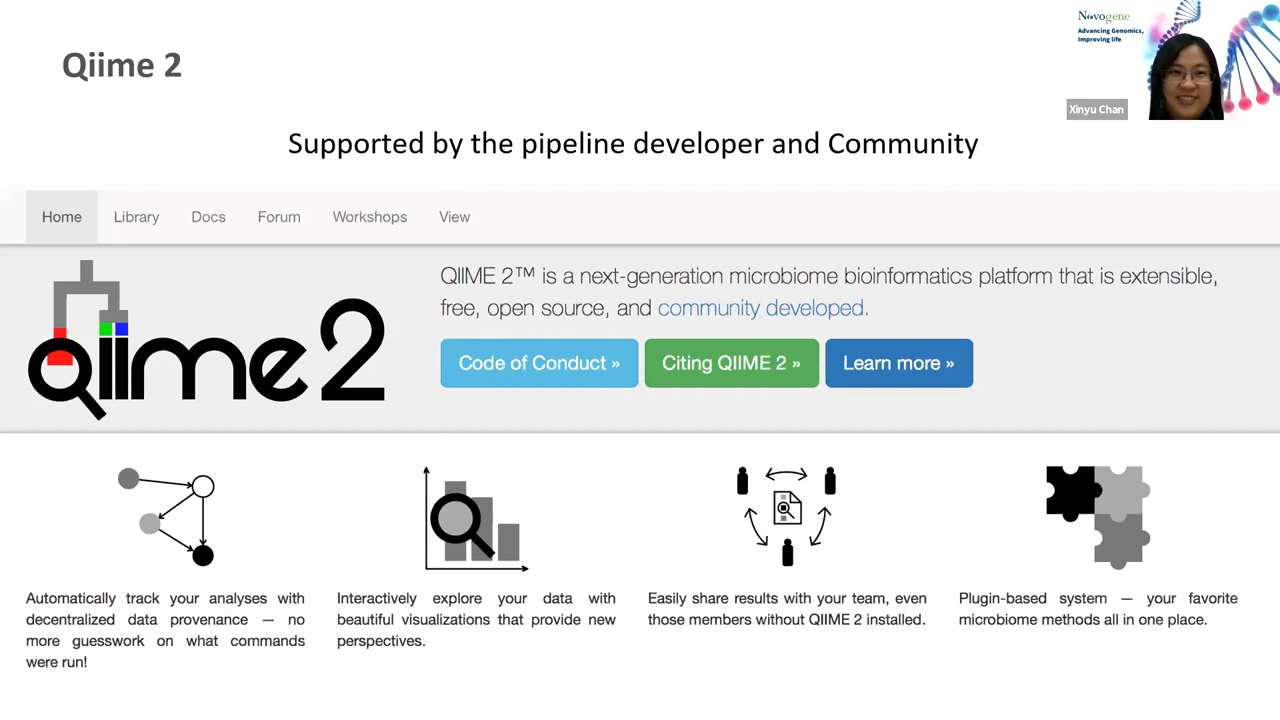 Novogene
Advancing Genomics,
Improving life
Qiime 2
Xinyu Chan
Supported by the pipeline developer and Community
Home Library Docs Forum Workshops View
qiime2
QIIME 2™ is a next-generation microbiome bioinformatics platform that is extensible,
free, open source, and community developed.
Code of Conduct » Citing QIIME 2 » Learn more »
Automatically track your analyses with
decentralized data provenance — no
more guesswork on what commands
were run!
Interactively explore your data with
beautiful visualizations that provide new
perspectives.
Easily share results with your team, even
those members without QIIME 2 installed.
Plugin-based system — your favorite
microbiome methods all in one place.